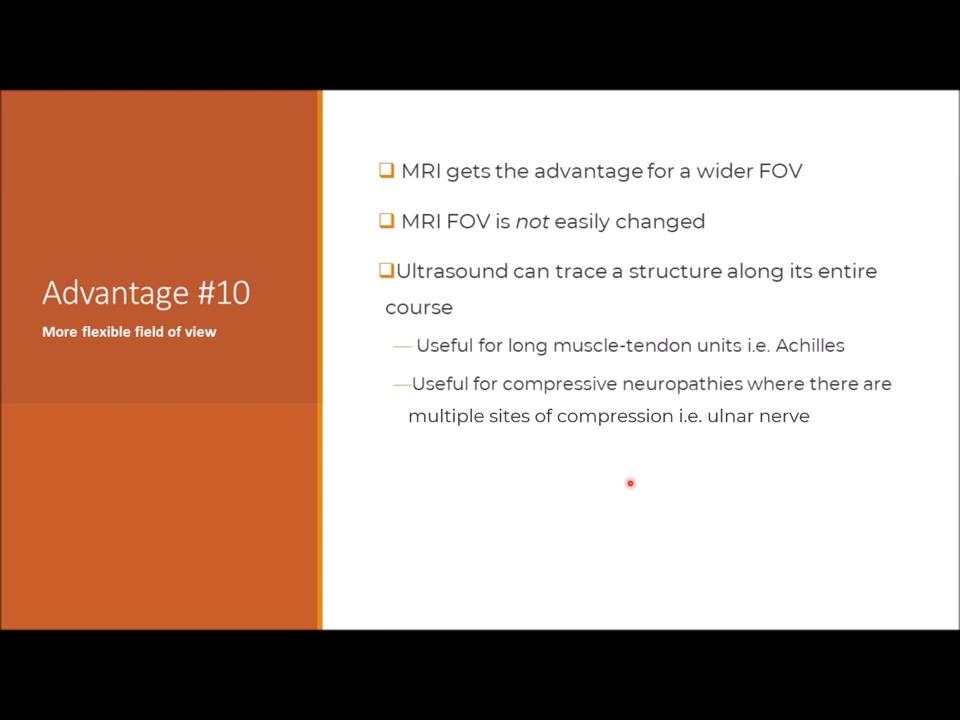 Advantage #10
More flexible field of view
❑ MRI gets the advantage for a wider FOV
❑ MRI FOV is not easily changed
❑Ultrasound can trace a structure along its entire
course
— Useful for long muscle-tendon units i.e. Achilles
—Useful for compressive neuropathies where there are
multiple sites of compression i.e. ulnar nerve